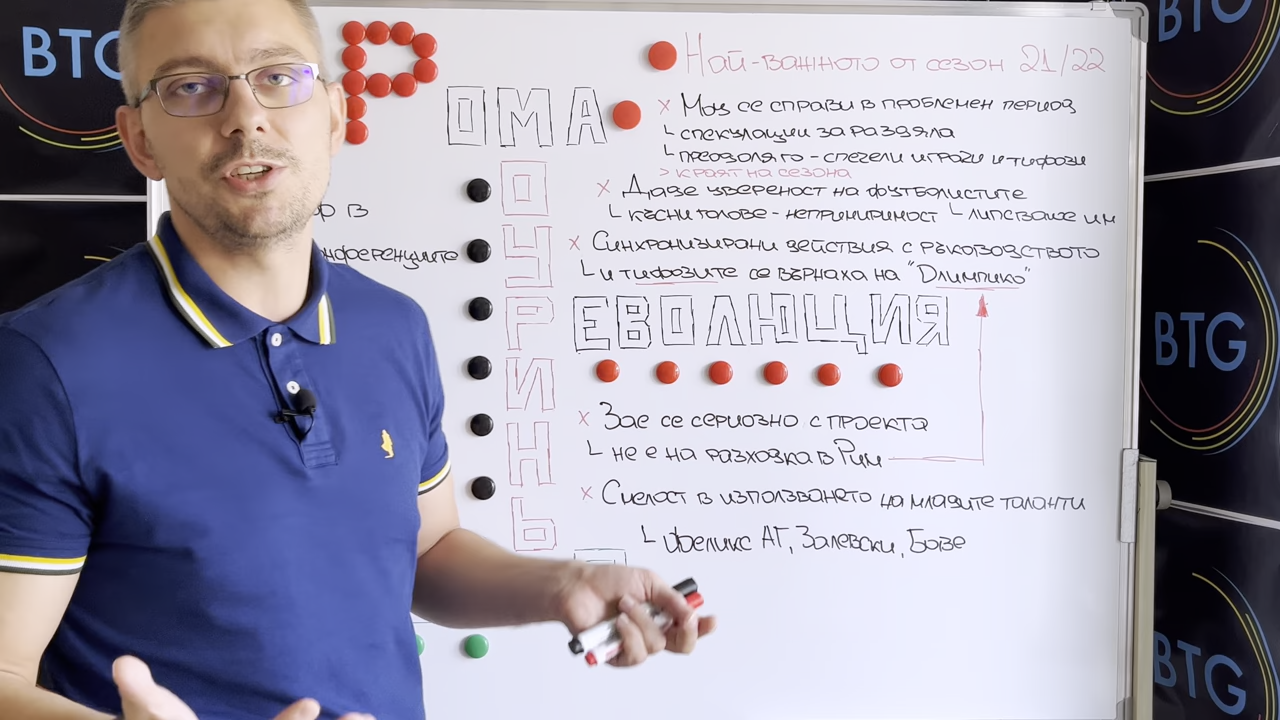 BTG
BTG
BTG
РОМА
Най-важното от сезон 21/22
х Моу се справи в проблемен период
спекулации за раздяла
преодоля го - спечели играчи и тифози
> краят на сезона
х Даде увереност на футболистите
късни голове - непримиримост └ липсваше им
х Синхронизирани действия с ръководството
и тифозите се върнаха на "Олимпико"
ОУРИНЬ
РЕВОЛЮЦИЯ
х Зае се сериозно с проекта
не е на разходка в Рим
х Смелост в използването на младите таланти
Феликс АГ, Залевски, Бове